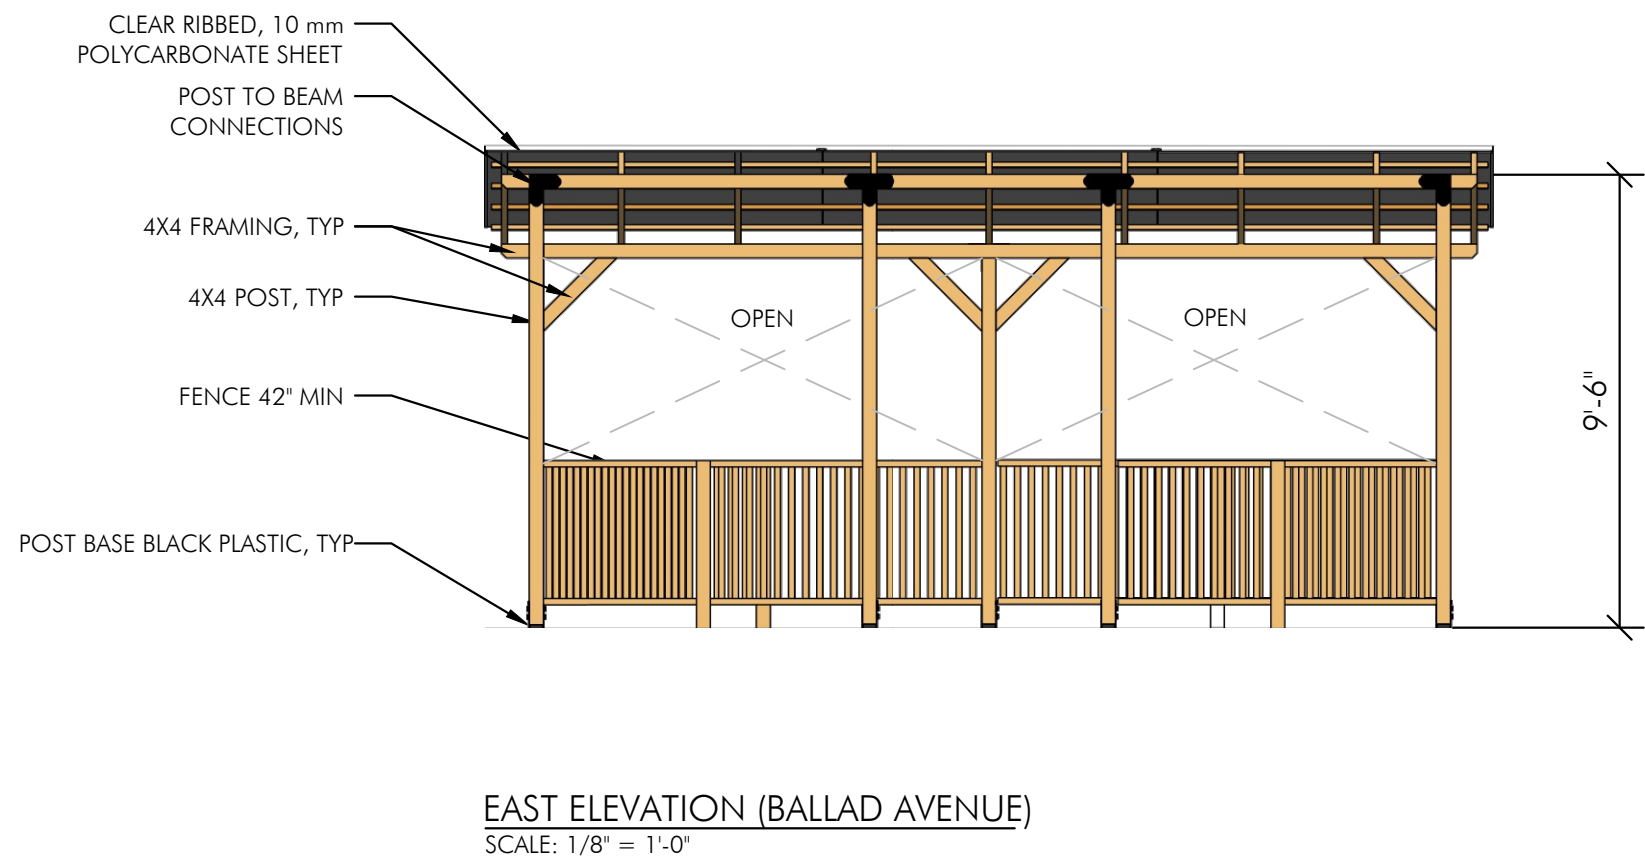 CLEAR RIBBED, 10 mm
POLYCARBONATE SHEET
POST TO BEAM
CONNECTIONS
4X4 FRAMING, TYP
4X4 POST, TYP
OPEN
OPEN
FENCE 42" MIN
9'-6"
POST BASE BLACK PLASTIC, TYP
EAST ELEVATION (BALLAD AVENUE)
SCALE: 1/8" = 1'-0"